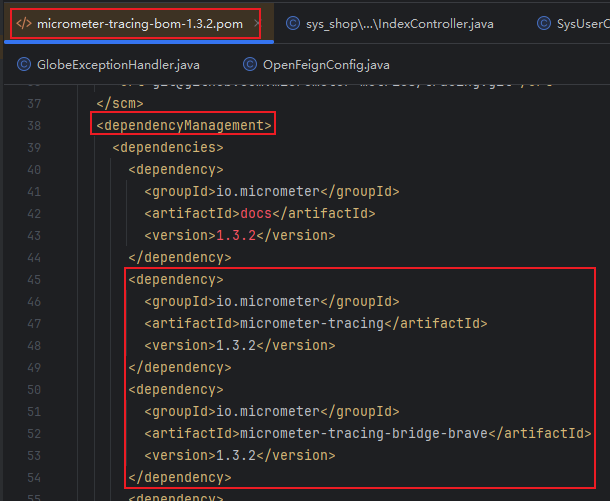 </> micrometer-tracing-bom-1.3.2.pom ×
sys_shop\...\IndexController.java
SysUserC
GlobeExceptionHandler.java
OpenFeignConfig.java
37 </scm>
38 <dependencyManagement>
39 <dependencies>
40 <dependency>
41 <groupId>io.micrometer</groupId>
42 <artifactId>docs</artifactId>
43 <version>1.3.2</version>
44 </dependency>
45 <dependency>
46 <groupId>io.micrometer</groupId>
47 <artifactId>micrometer-tracing</artifactId>
48 <version>1.3.2</version>
49 </dependency>
50 <dependency>
51 <groupId>io.micrometer</groupId>
52 <artifactId>micrometer-tracing-bridge-brave</artifactId>
53 <version>1.3.2</version>
54 </dependency>
55 <dependency>